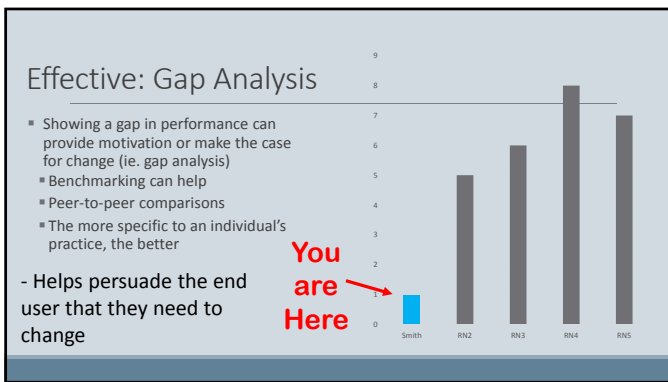 Effective: Gap Analysis
▪ Showing a gap in performance can
provide motivation or make the case
for change (ie. gap analysis)
▪ Benchmarking can help
▪ Peer-to-peer comparisons
▪ The more specific to an individual's
practice, the better
- Helps persuade the end
user that they need to
change
You
are
Here
9
8
7
6
5
4
3
2
1
0
Smith RN2 RN3 RN4 RN5